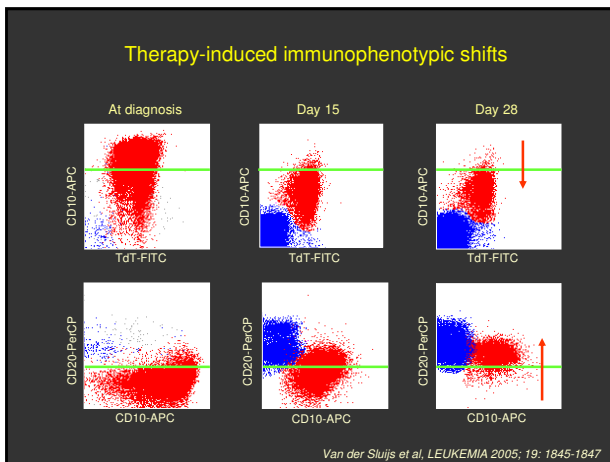 Therapy-induced immunophenotypic shifts
At diagnosis
Day 15
Day 28
CD10-APC
CD10-APC
CD10-APC
TdT-FITC
TdT-FITC
TdT-FITC
CD20-PerCP
CD20-PerCP
CD20-PerCP
CD10-APC
CD10-APC
CD10-APC
Van der Sluijs et al, LEUKEMIA 2005; 19: 1845-1847